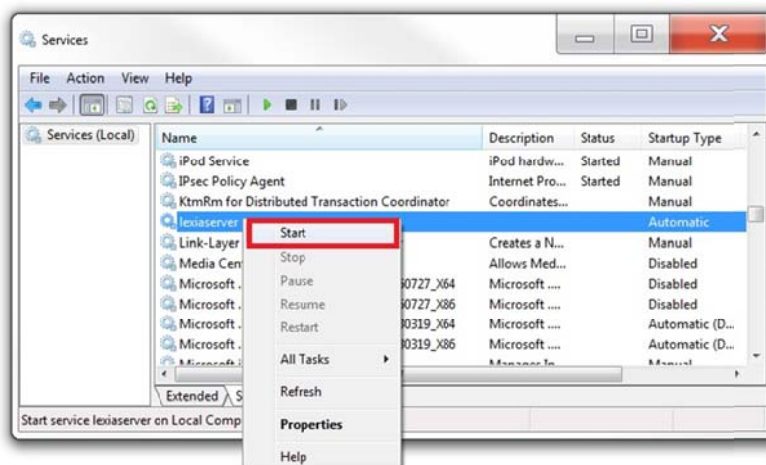 Services
File Action View Help
Services (Local)
Name Description Status Startup Type
iPod Service iPod hardw... Started Manual
IPsec Policy Agent Internet Pro... Started Manual
KtmRm for Distributed Transaction Coordinator Coordinates... Manual
lexiaserver Automatic
Link-Layer Creates a N... Manual
Media Cen Allows Med... Disabled
Microsoft . 50727_X64 Microsoft .... Disabled
Microsoft . 50727_X86 Microsoft .... Disabled
Microsoft . 30319_X64 Microsoft .... Automatic (D...
Microsoft . 30319_X86 Microsoft .... Automatic (D...
Microsoft i Manages In Manual
Start
Stop
Pause
Resume
Restart
All Tasks
Refresh
Properties
Help
Extended S
Start service lexiaserver on Local Comp